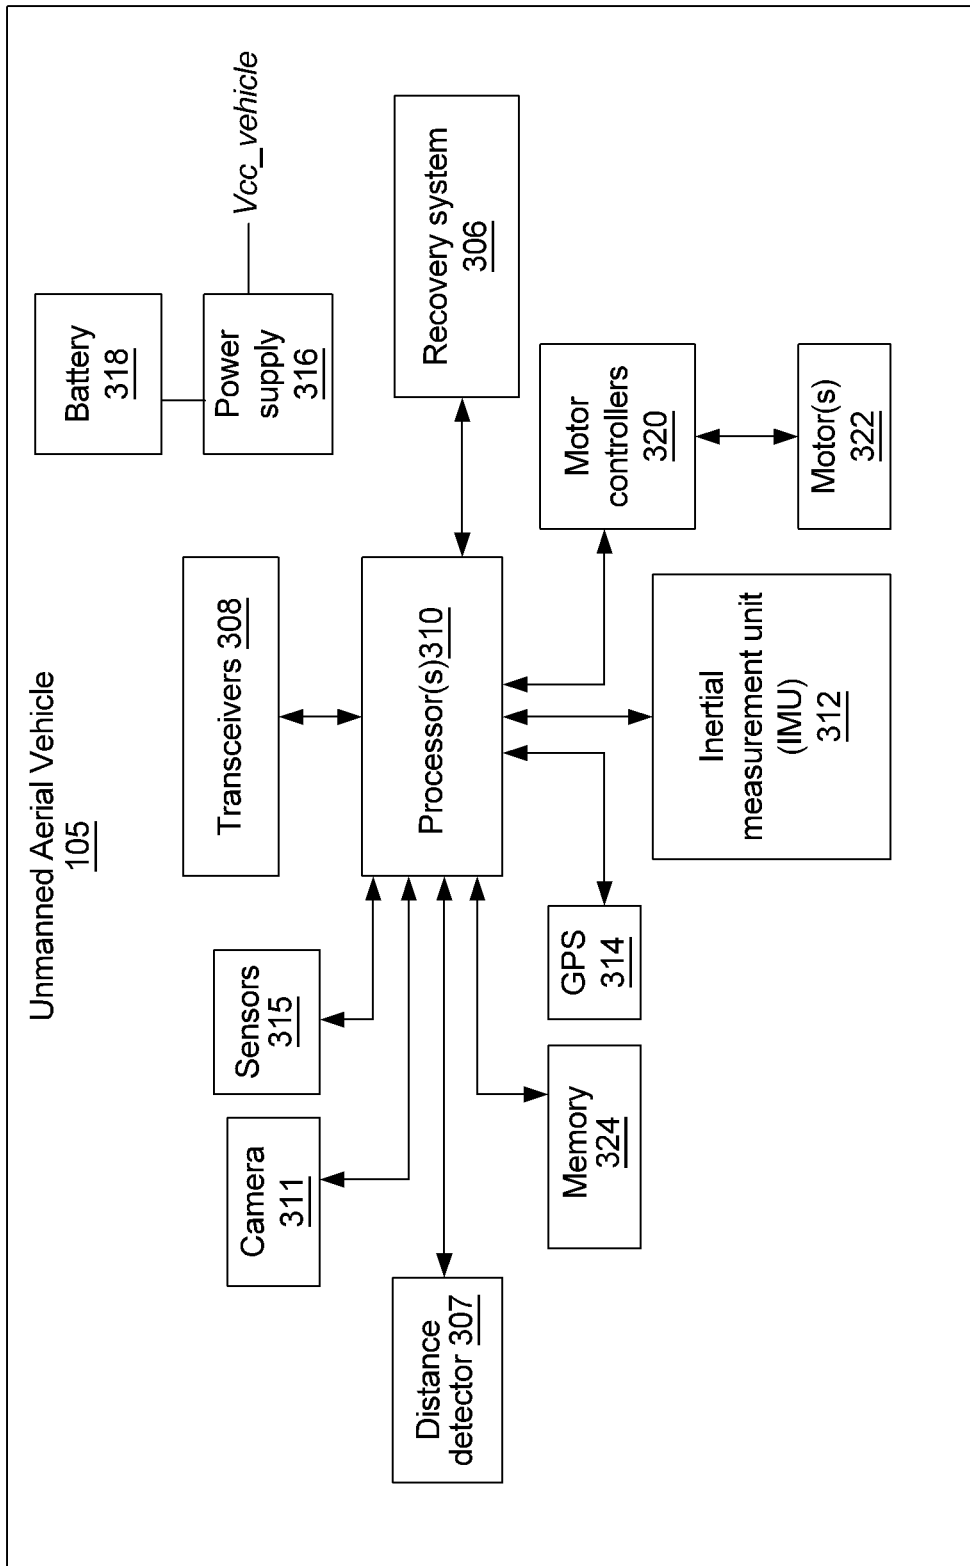 Unmanned Aerial Vehicle
105
Battery
318
Power
supply
316
Vcc_vehicle
Transceivers 308
Sensors
315
Camera
311
Distance
detector 307
Processor(s)310
Recovery system
306
Memory
324
GPS
314
Inertial
measurement unit
(IMU)
312
Motor
controllers
320
Motor(s)
322